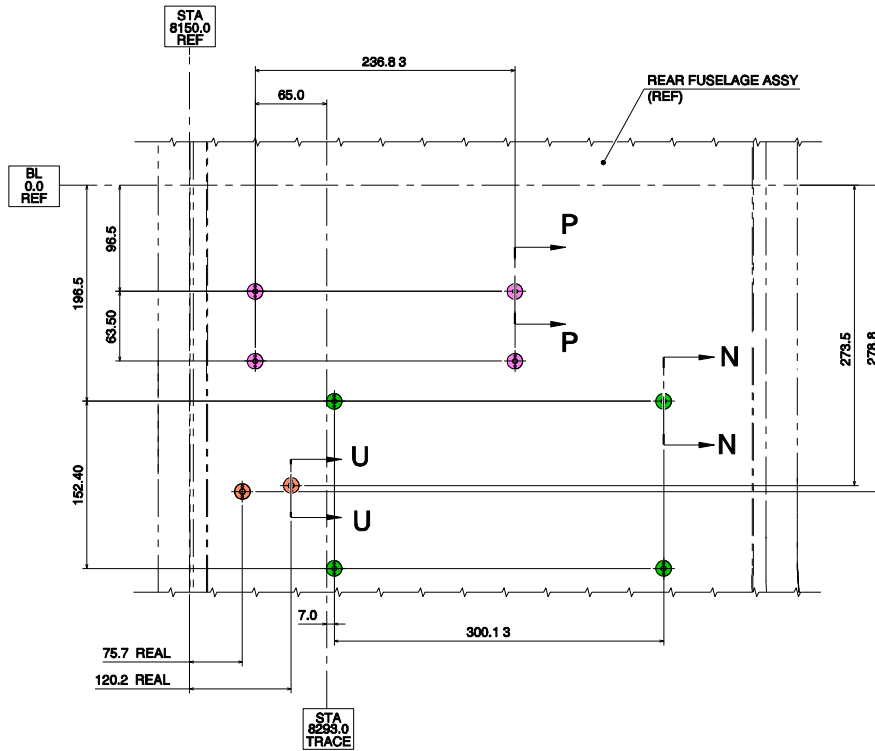 STA
8150.0
REF
236.8 3
65.0
REAR FUSELAGE ASSY
(REF)
BL
0.0
REF
96.5
196.5
63.50
P
P
273.5
278.8
N
N
U
U
152.40
7.0
300.1 3
75.7 REAL
120.2 REAL
STA
8293.0
TRACE